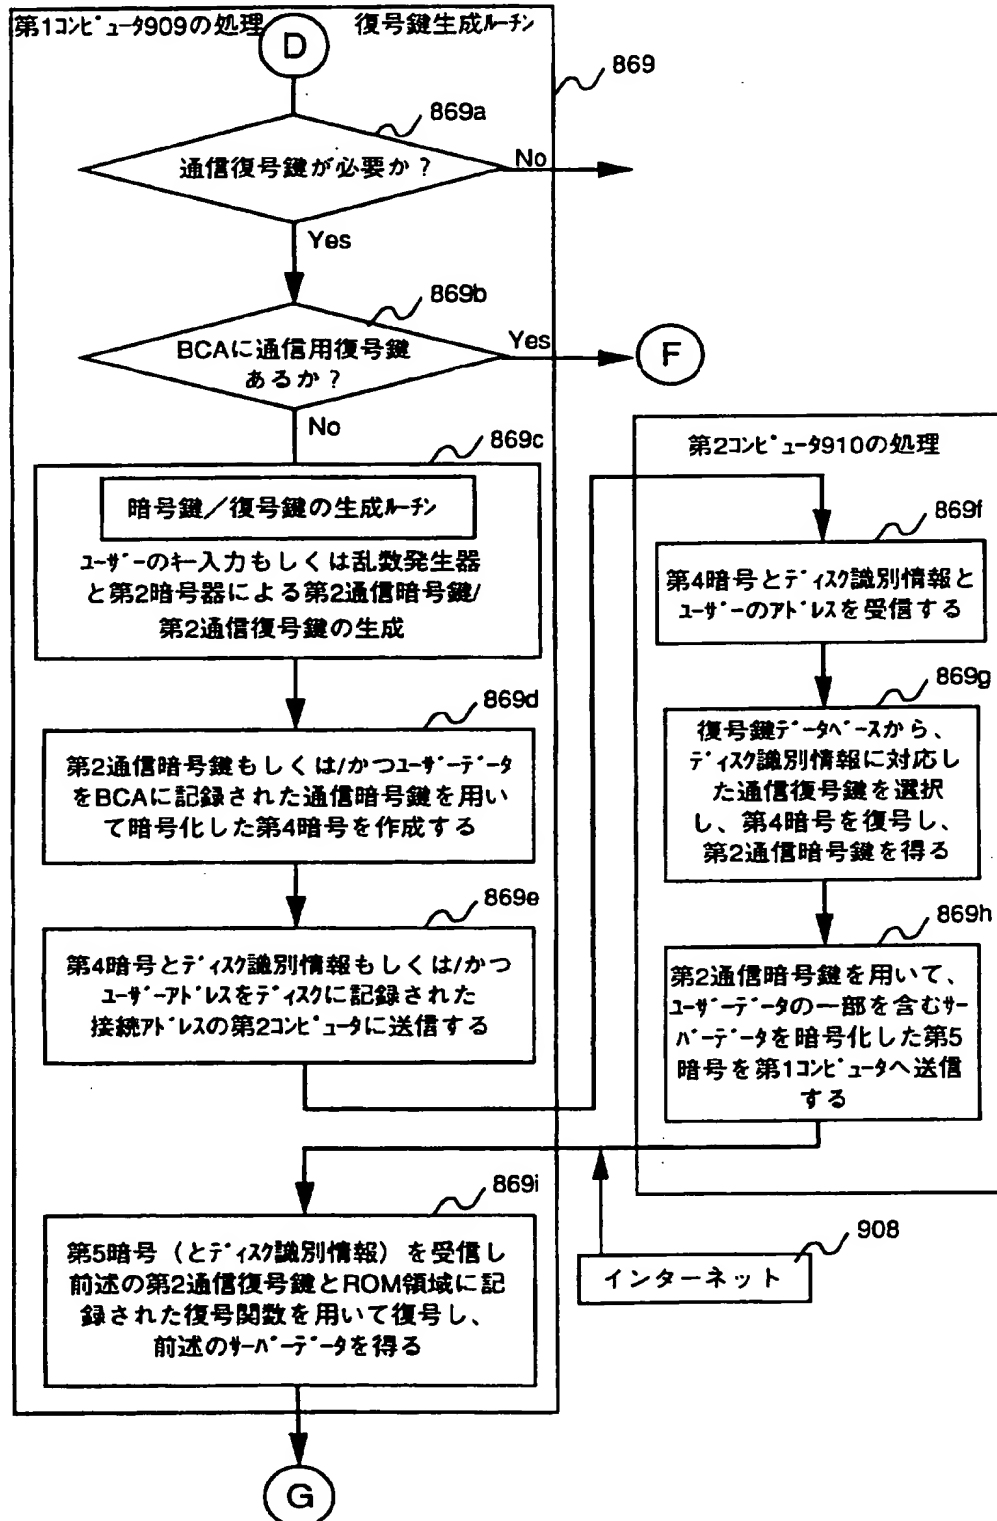 第1コンピュータ909の処理 復号鍵生成ルーチン
D
869
869a
通信復号鍵が必要か？
No
Yes
869b
BCAに通信用復号鍵
あるか？
Yes
F
No
869c
暗号鍵／復号鍵の生成ルーチン
ユーザーのキー入力もしくは乱数発生器
と第2暗号器による第2通信暗号鍵/
第2通信復号鍵の生成
869d
第2通信暗号鍵もしくは/かつユーザーデータ
をBCAに記録された通信暗号鍵を用い
て暗号化した第4暗号を作成する
869e
第4暗号とディスク識別情報もしくは/かつ
ユーザーアドレスをディスクに記録された
接続アドレスの第2コンピュータに送信する
第2コンピュータ910の処理
869f
第4暗号とディスク識別情報と
ユーザーのアドレスを受信する
869g
復号鍵データベースから、
ディスク識別情報に対応し
た通信復号鍵を選択
し、第4暗号を復号し、
第2通信暗号鍵を得る
869h
第2通信暗号鍵を用いて、
ユーザーデータの一部を含むサー
バーデータを暗号化した第5
暗号を第1コンピュータへ送信
する
869i
第5暗号（とディスク識別情報）を受信し
前述の第2通信復号鍵とROM領域に記
録された復号関数を用いて復号し、
前述のサーバーデータを得る
908
インターネット
G